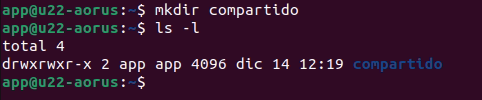 app@u22-aorus:~$ mkdir compartido
app@u22-aorus:~$ ls -l
total 4
drwxrwxr-x 2 app app 4096 dic 14 12:19 compartido
app@u22-aorus:~$